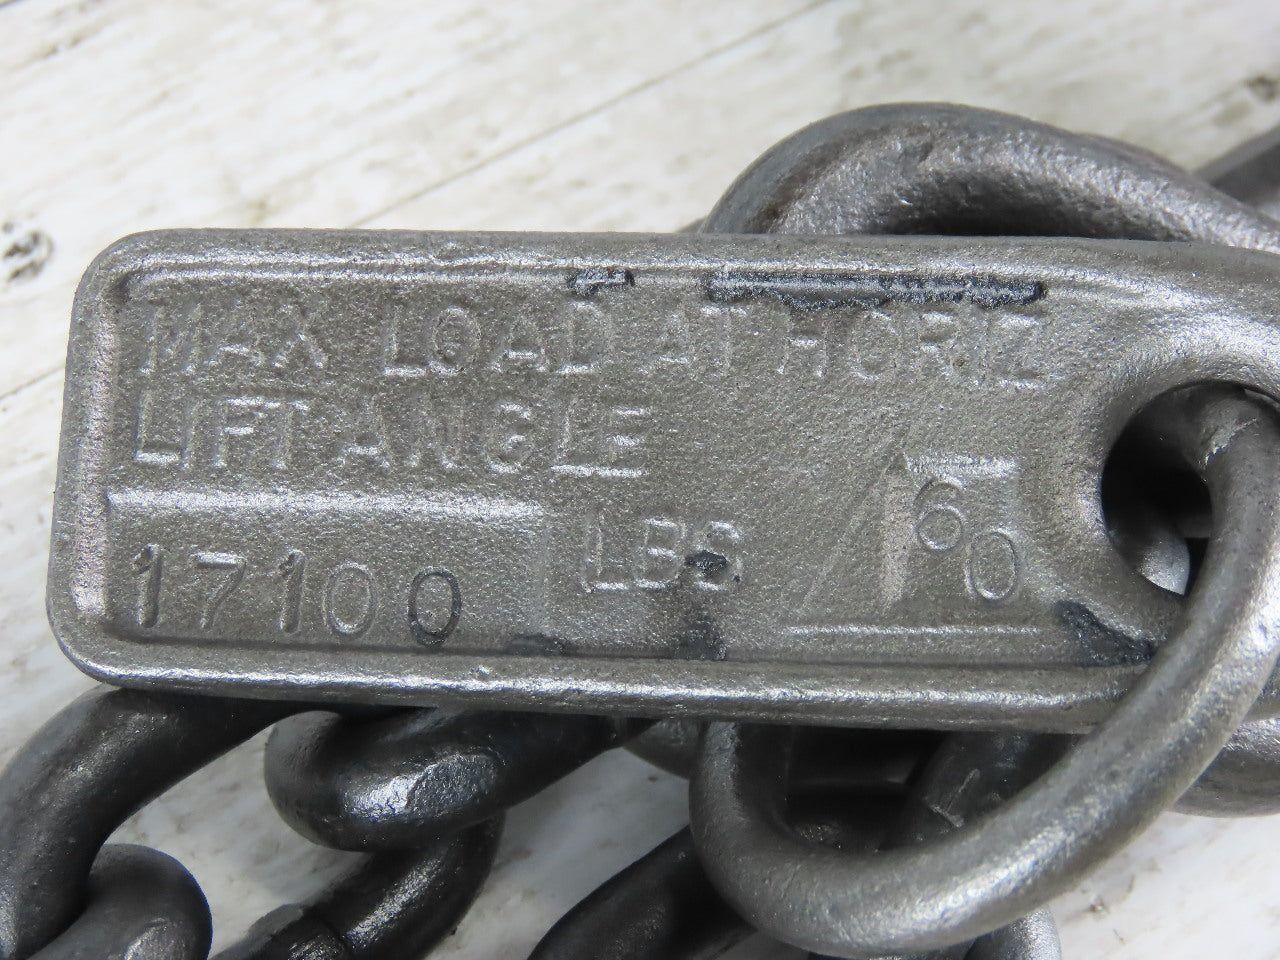 MAX LOAD AT HORIZ
LIFT ANGLE
17100 LBS 60